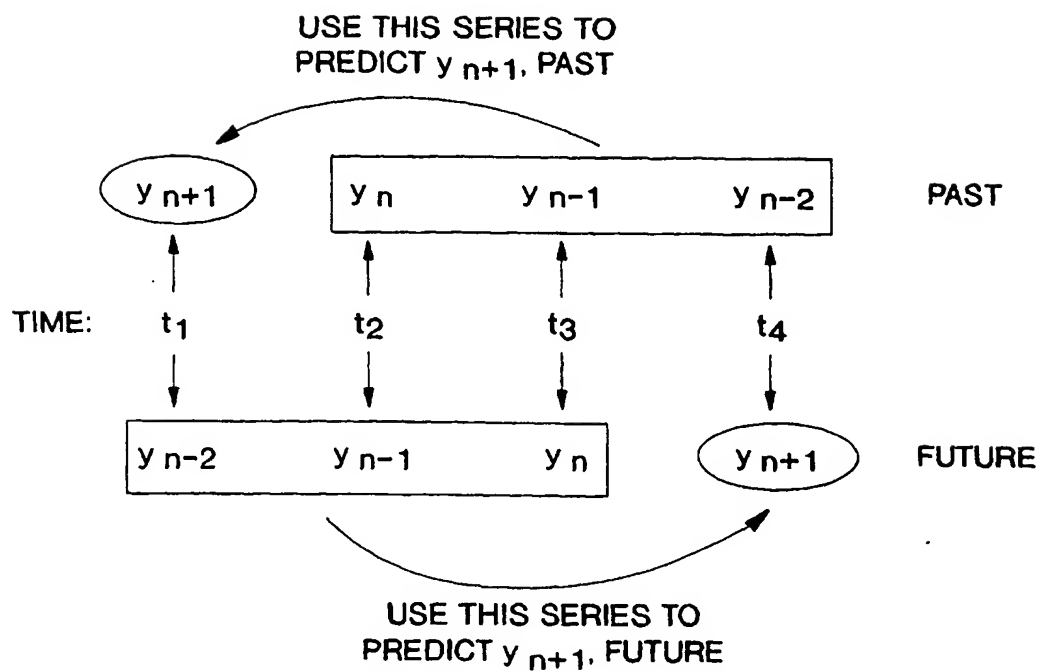 USE THIS SERIES TO
PREDICT y n+1, PAST
y n+1 y n y n-1 y n-2 PAST
TIME: t1 t2 t3 t4
y n-2 y n-1 y n y n+1 FUTURE
USE THIS SERIES TO
PREDICT y n+1, FUTURE